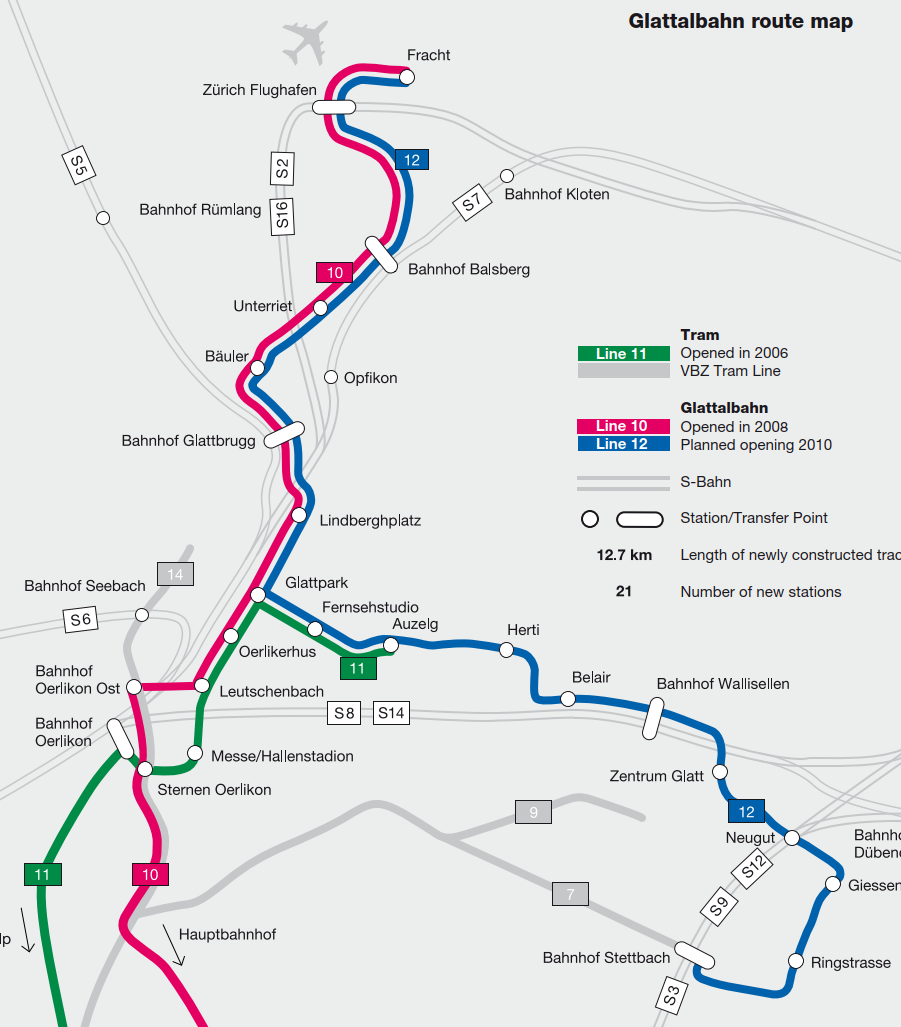 Glattalbahn route map
Fracht
Zürich Flughafen
12
S5
S2
S7
Bahnhof Kloten
Bahnhof Rümlang
S16
10
Bahnhof Balsberg
Unterriet
Tram
Line 11 Opened in 2006
VBZ Tram Line
Bäuler
Opfikon
Glattalbahn
Line 10 Opened in 2008
Line 12 Planned opening 2010
Bahnhof Glattbrugg
S-Bahn
Station/Transfer Point
Lindberghplatz
12.7 km Length of newly constructed
21 Number of new stations
14
Bahnhof Seebach
Glattpark
S6
Fernsehstudio
Auzelg
Herti
Oerlikerhus
11
Bahnhof
Oerlikon Ost
Leutschenbach
Belair
Bahnhof Wallisellen
S8 S14
Bahnhof
Oerlikon
Messe/Hallenstadion
Sternen Oerlikon
Zentrum Glatt
9
12
Neugut
S12
11
10
7
S9
Hauptbahnhof
Bahnhof Stettbach
Ringstrasse
S3